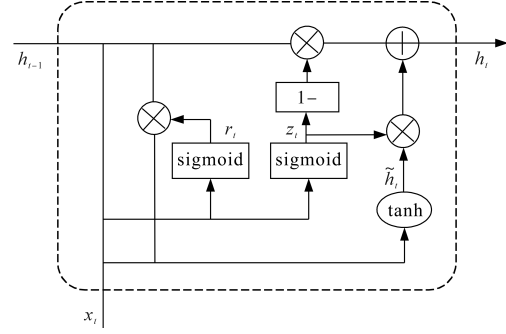 h_{t-1}
h_t
1-
r_t
z_t
sigmoid
sigmoid
h̃_t
tanh
x_t